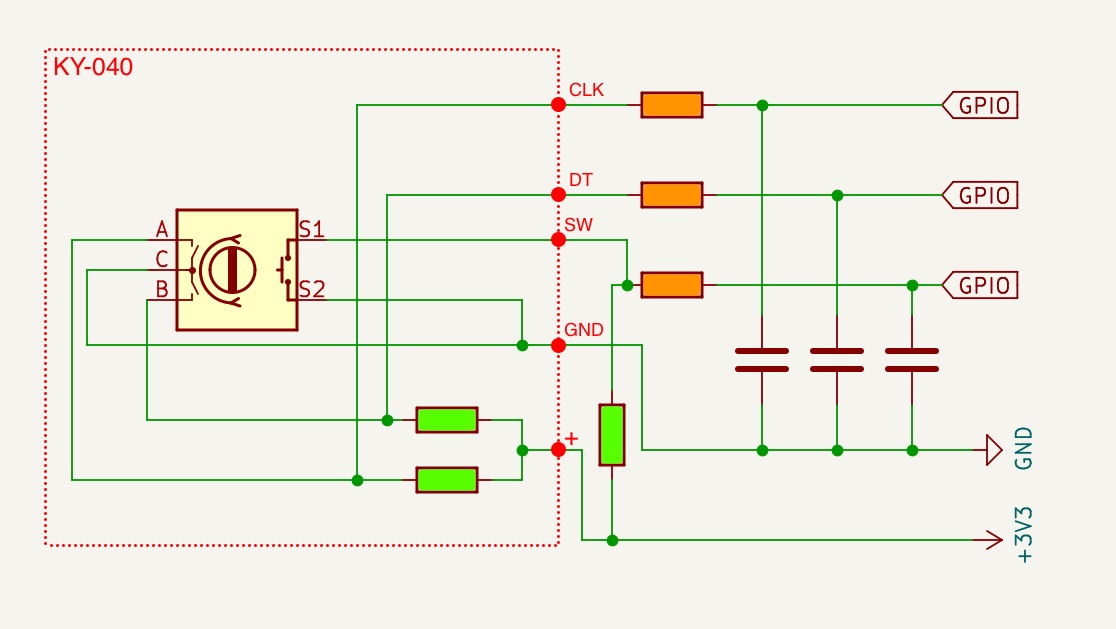 KY-040
CLK
GPIO
DT
GPIO
A
S1
SW
C
B
S2
GPIO
GND
+
GND
+3V3